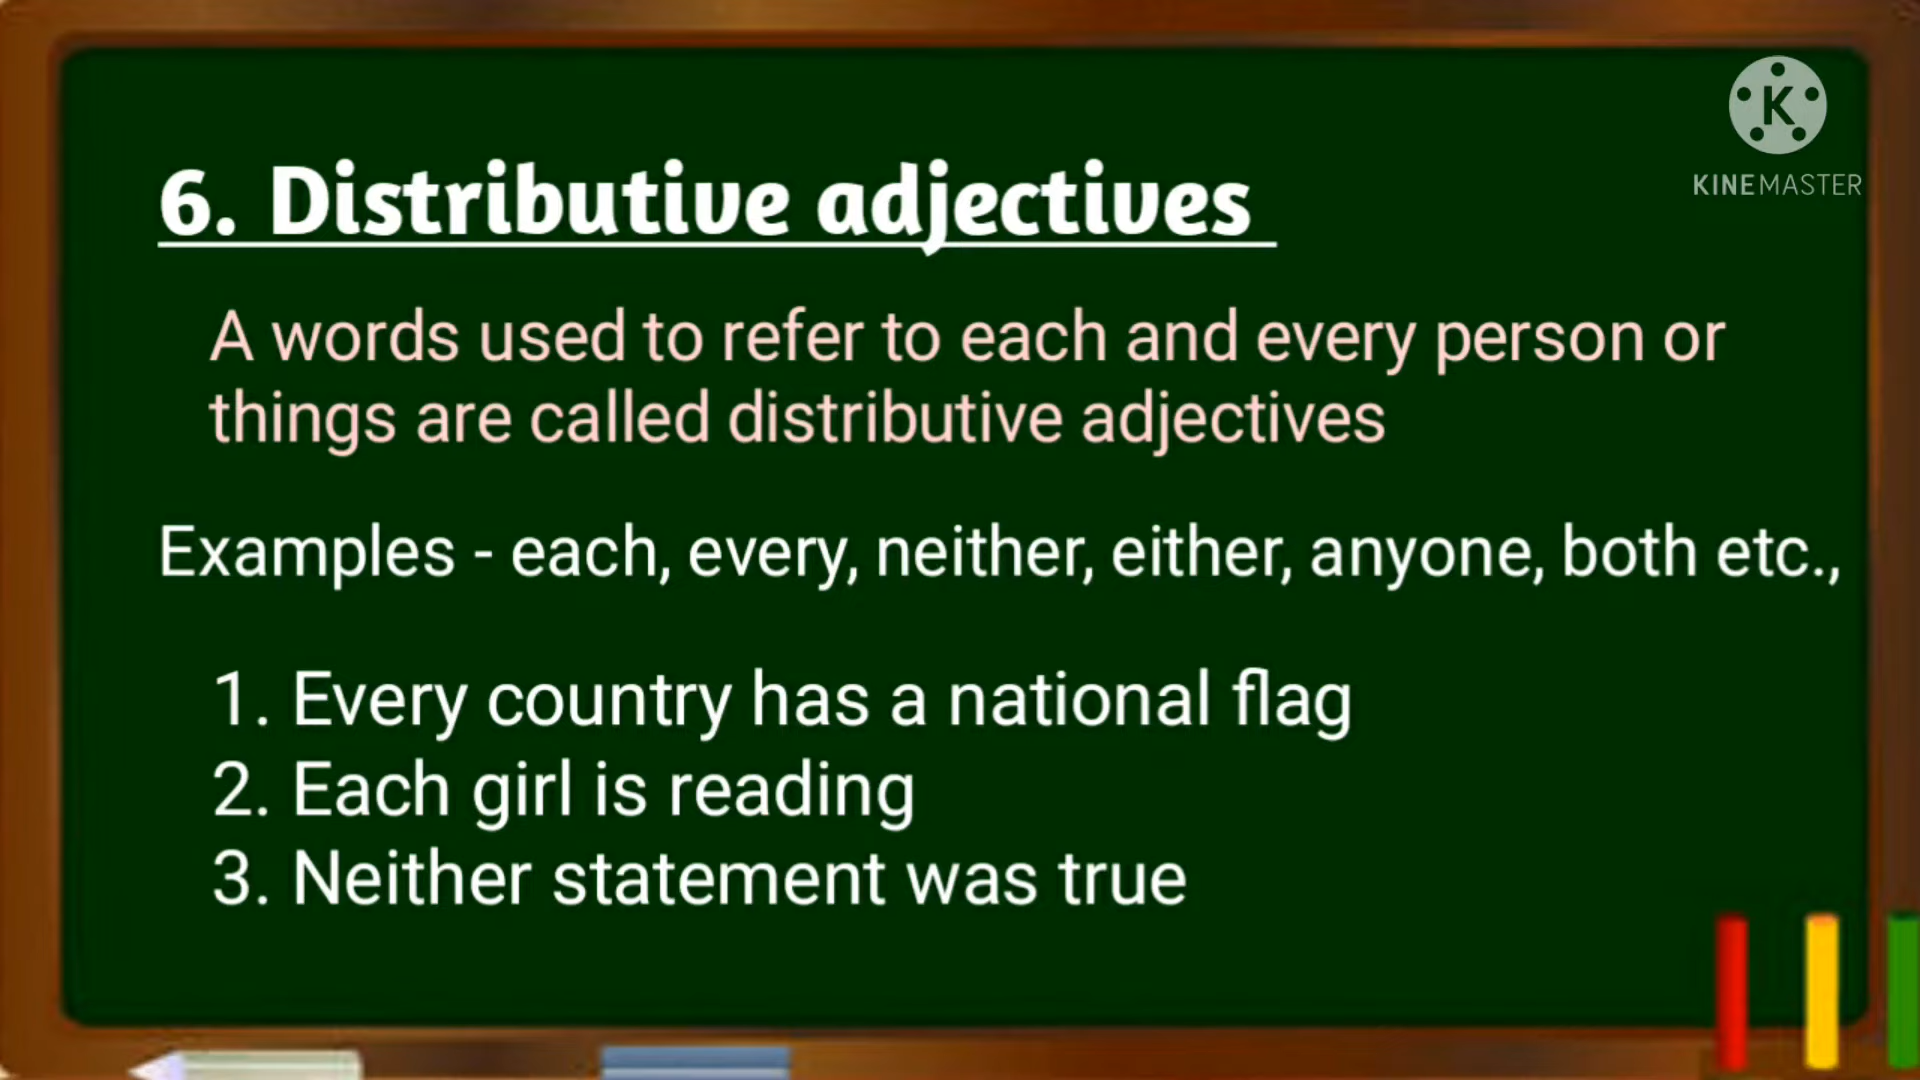 K
KINEMASTER
6. Distributive adjectives
A words used to refer to each and every person or
things are called distributive adjectives
Examples - each, every, neither, either, anyone, both etc.,
1. Every country has a national flag
2. Each girl is reading
3. Neither statement was true